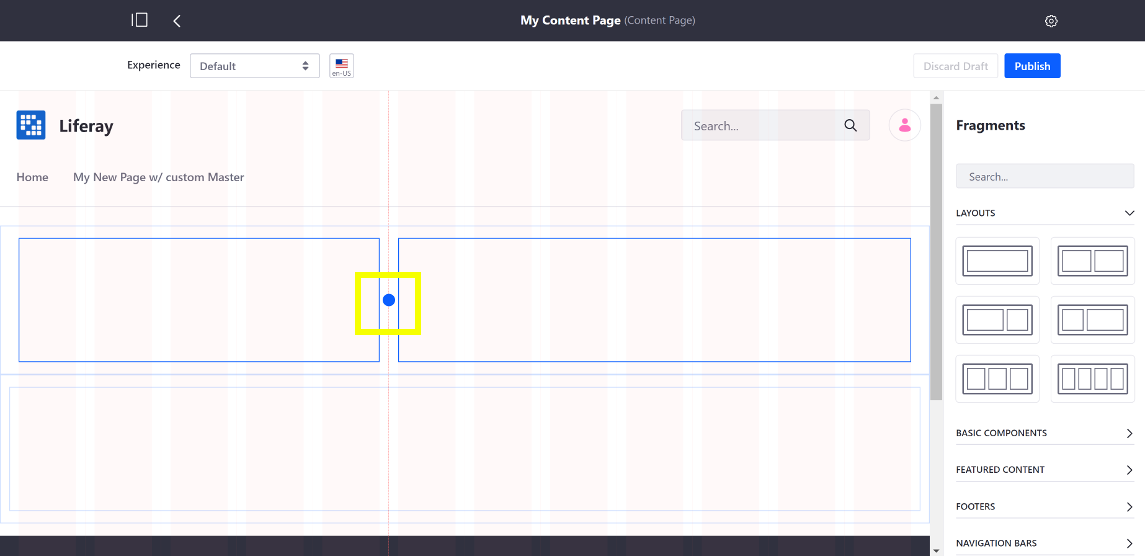 My Content Page (Content Page)
Experience Default en-US Discard Draft Publish
Liferay Search...
Home My New Page w/ custom Master
Fragments
Search...
LAYOUTS
BASIC COMPONENTS
FEATURED CONTENT
FOOTERS
NAVIGATION BARS